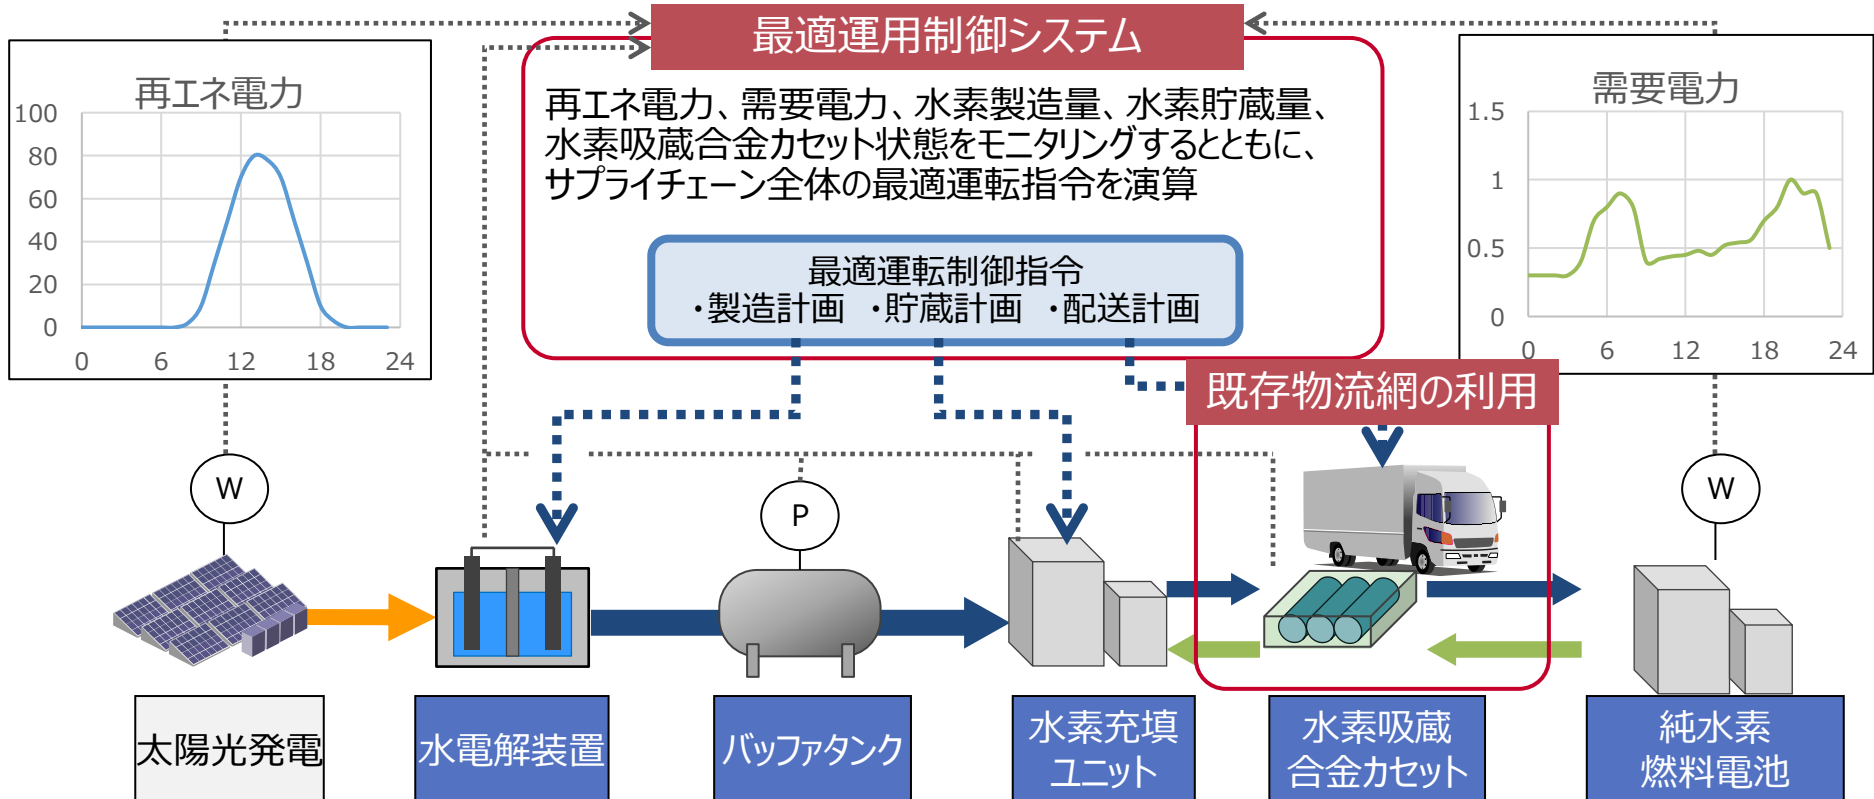 最適運用制御システム
再エネ電力、需要電力、水素製造量、水素貯蔵量、
水素吸蔵合金カセット状態をモニタリングするとともに、
サプライチェーン全体の最適運転指令を演算
最適運転制御指令
・製造計画 ・貯蔵計画 ・配送計画
再エネ電力
100
80
60
40
20
0
0 6 12 18 24
需要電力
1.5
1
0.5
0
0 6 12 18 24
既存物流網の利用
W
P
W
太陽光発電
水電解装置
バッファタンク
水素充填
ユニット
水素吸蔵
合金カセット
純水素
燃料電池